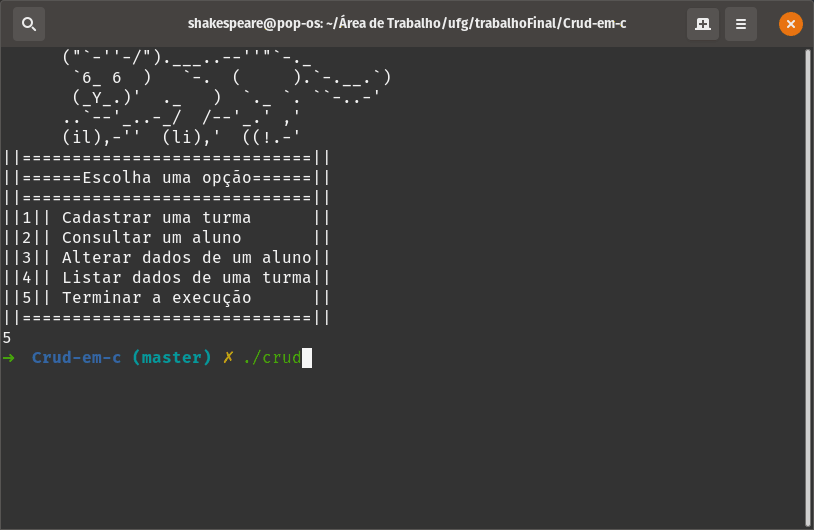 shakespeare@pop-os: ~/Área de Trabalho/ufg/trabalhoFinal/Crud-em-c
("`-''-/").___..--''"`-._
`6_ 6  )   `-.  (     ).`-.__.`)
(_Y_.)'  ._   )  `._ `. ``-..-'
..`--'_..-_/  /--'_.' ,'
(il),-''  (li),'  ((!.-'
||=============================||
||======Escolha uma opção======||
||=============================||
||1|| Cadastrar uma turma      ||
||2|| Consultar um aluno       ||
||3|| Alterar dados de um aluno||
||4|| Listar dados de uma turma||
||5|| Terminar a execução      ||
||=============================||
5
➜  Crud-em-c (master) ✗ ./crud